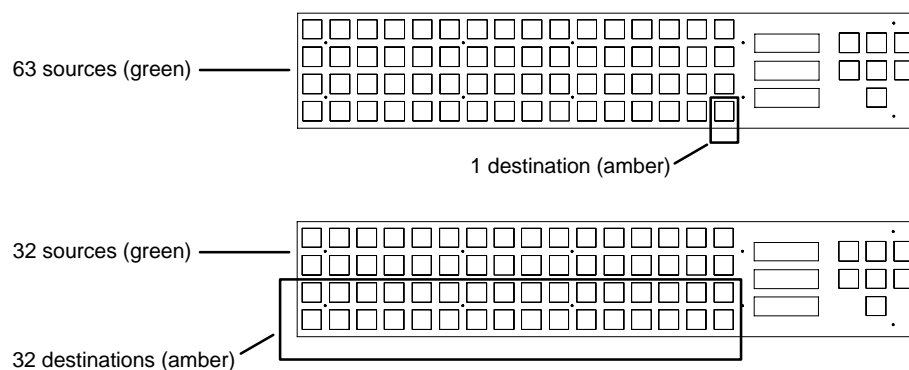 63 sources (green)
1 destination (amber)
32 sources (green)
32 destinations (amber)